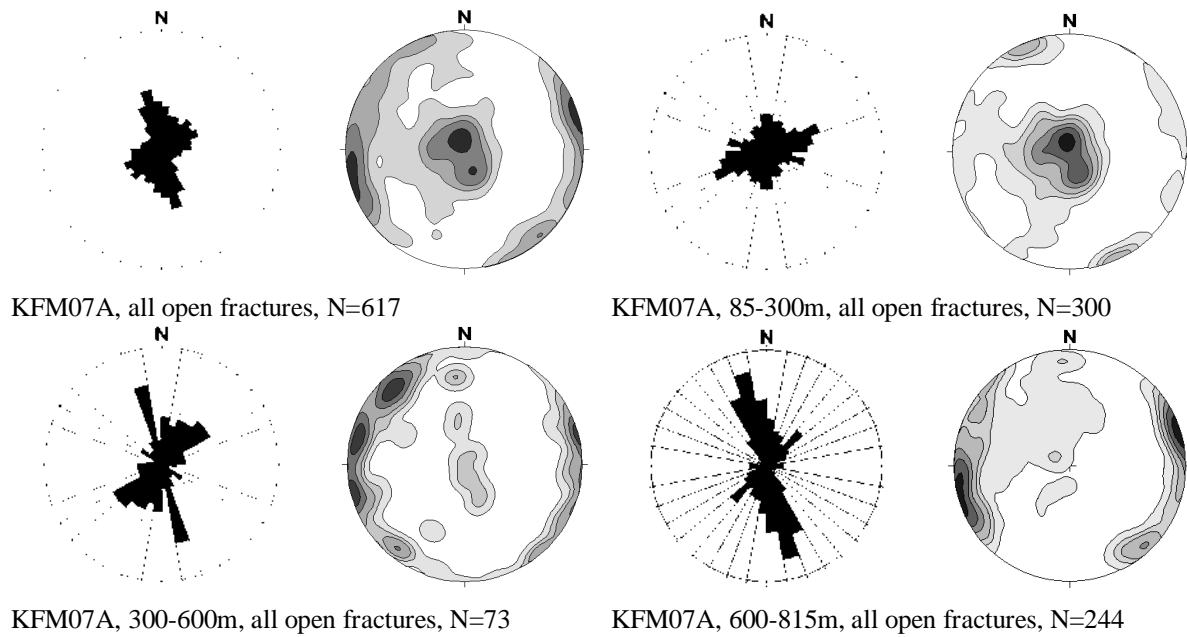 N N N N
KFM07A, all open fractures, N=617 KFM07A, 85-300m, all open fractures, N=300
N N N N
KFM07A, 300-600m, all open fractures, N=73 KFM07A, 600-815m, all open fractures, N=244